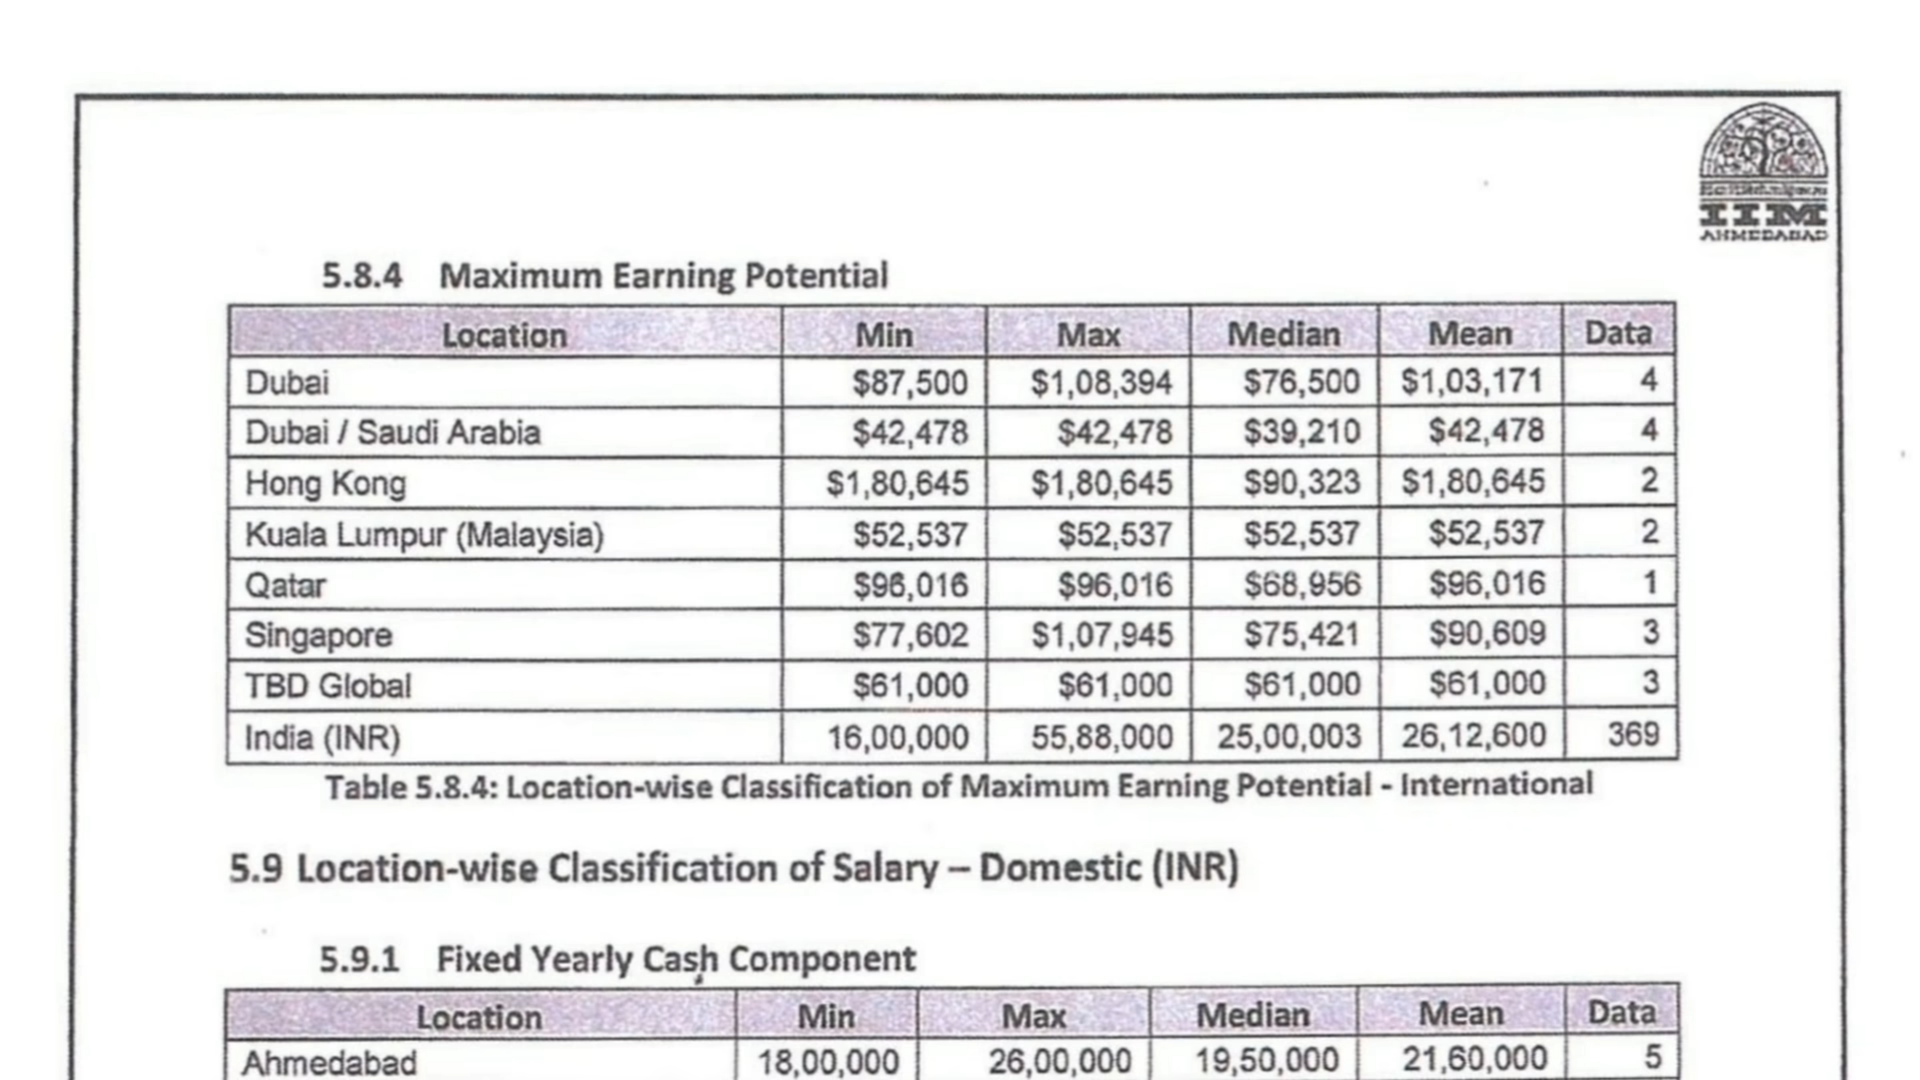 IIM
AHMEDABAD
5.8.4 Maximum Earning Potential
Location Min Max Median Mean Data
Dubai $87,500 $1,08,394 $76,500 $1,03,171 4
Dubai / Saudi Arabia $42,478 $42,478 $39,210 $42,478 4
Hong Kong $1,80,645 $1,80,645 $90,323 $1,80,645 2
Kuala Lumpur (Malaysia) $52,537 $52,537 $52,537 $52,537 2
Qatar $96,016 $96,016 $68,956 $96,016 1
Singapore $77,602 $1,07,945 $75,421 $90,609 3
TBD Global $61,000 $61,000 $61,000 $61,000 3
India (INR) 16,00,000 55,88,000 25,00,003 26,12,600 369
Table 5.8.4: Location-wise Classification of Maximum Earning Potential - International
5.9 Location-wise Classification of Salary – Domestic (INR)
5.9.1 Fixed Yearly Cash Component
Location Min Max Median Mean Data
Ahmedabad 18,00,000 26,00,000 19,50,000 21,60,000 5